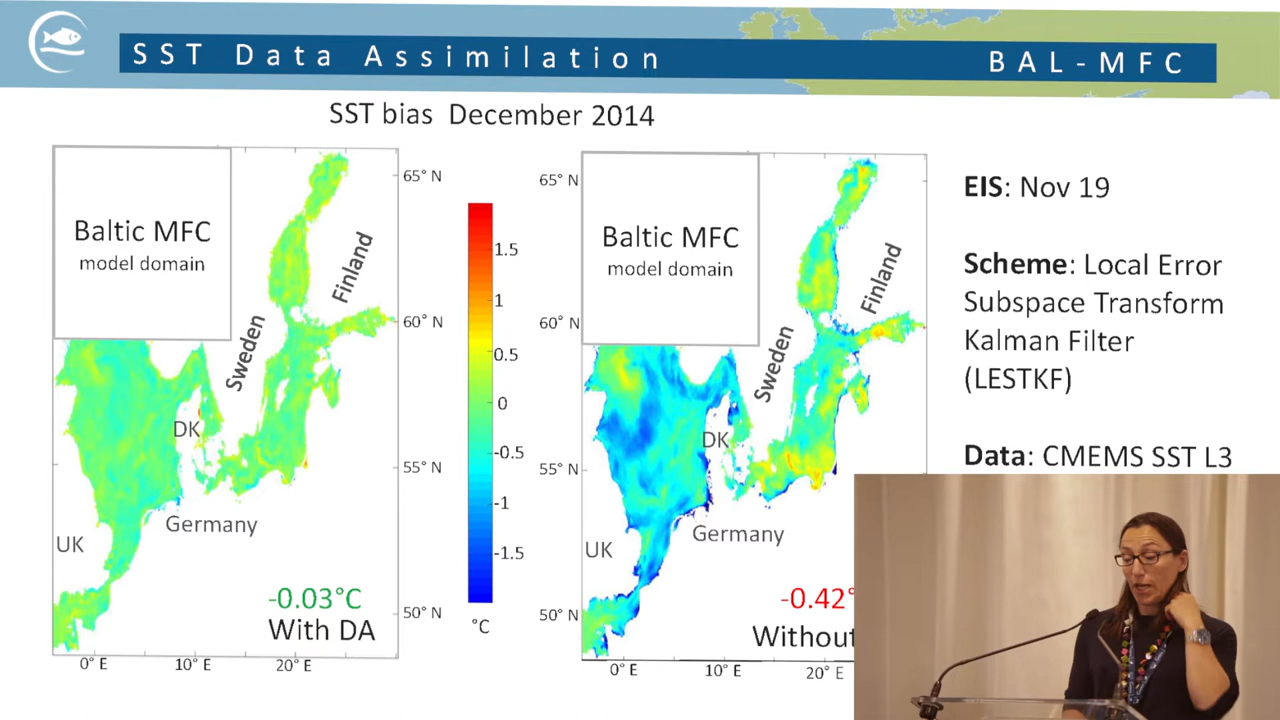 SST Data Assimilation
BAL-MFC
SST bias December 2014
Baltic MFC
model domain
Finland
Sweden
DK
Germany
UK
-0.03°C
With DA
65° N
60° N
55° N
50° N
0° E
10° E
20° E
1.5
1
0.5
0
-0.5
-1
-1.5
°C
65° N
60° N
55° N
50° N
Baltic MFC
model domain
Finland
Sweden
DK
Germany
UK
-0.42°
Without
0° E
10° E
20° E
EIS: Nov 19
Scheme: Local Error
Subspace Transform
Kalman Filter
(LESTKF)
Data: CMEMS SST L3